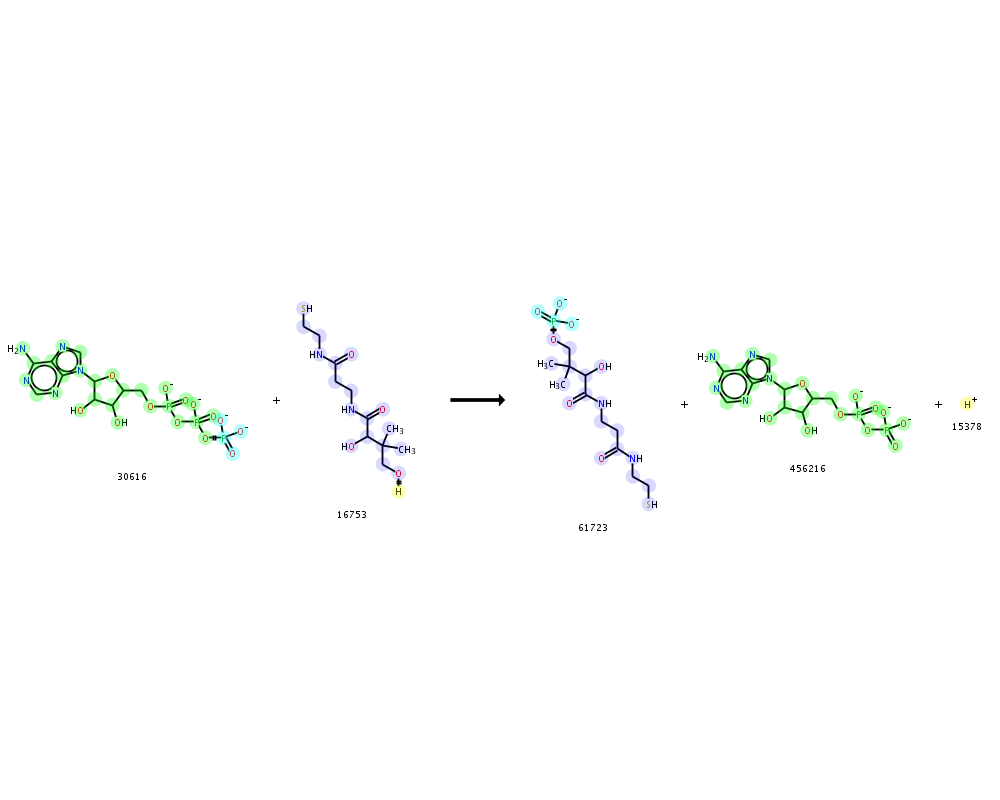 H₂N N N N N O HO OH O O⁻ P O O O⁻ P O O O⁻ P O⁻ O
30616
+
SH HN O HN O HO CH₃ CH₃ O H
16753
O⁻ O P O⁻ O H₃C H₃C OH O NH O NH SH
61723
+
H₂N N N N N O HO OH O O⁻ P O O O⁻ P O⁻ O
456216
+
H⁺
15378